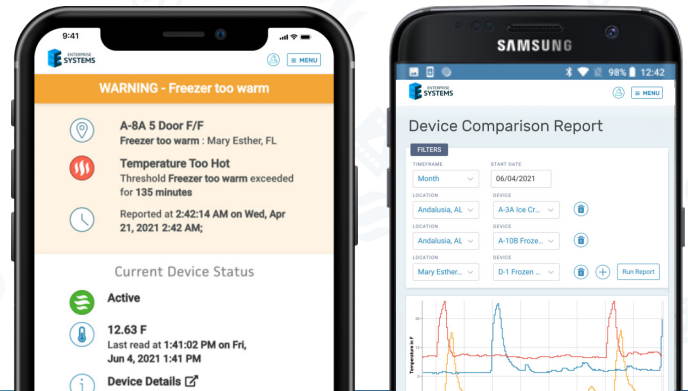 9:41
ENTERPRISE
SYSTEMS
≡ MENU
WARNING - Freezer too warm
A-8A 5 Door F/F
Freezer too warm : Mary Esther, FL
Temperature Too Hot
Threshold Freezer too warm exceeded
for 135 minutes
Reported at 2:42:14 AM on Wed, Apr
21, 2021 2:42 AM;
Current Device Status
Active
12.63 F
Last read at 1:41:02 PM on Fri,
Jun 4, 2021 1:41 PM
Device Details
SAMSUNG
98% 12:42
ENTERPRISE
SYSTEMS
≡ MENU
Device Comparison Report
FILTERS
TIMEFRAME START DATE
Month 06/04/2021
LOCATION DEVICE
Andalusia, AL A-3A Ice Cr...
LOCATION DEVICE
Andalusia, AL A-10B Froze...
LOCATION DEVICE
Mary Esther... D-1 Frozen ... Run Report
Temperature in F